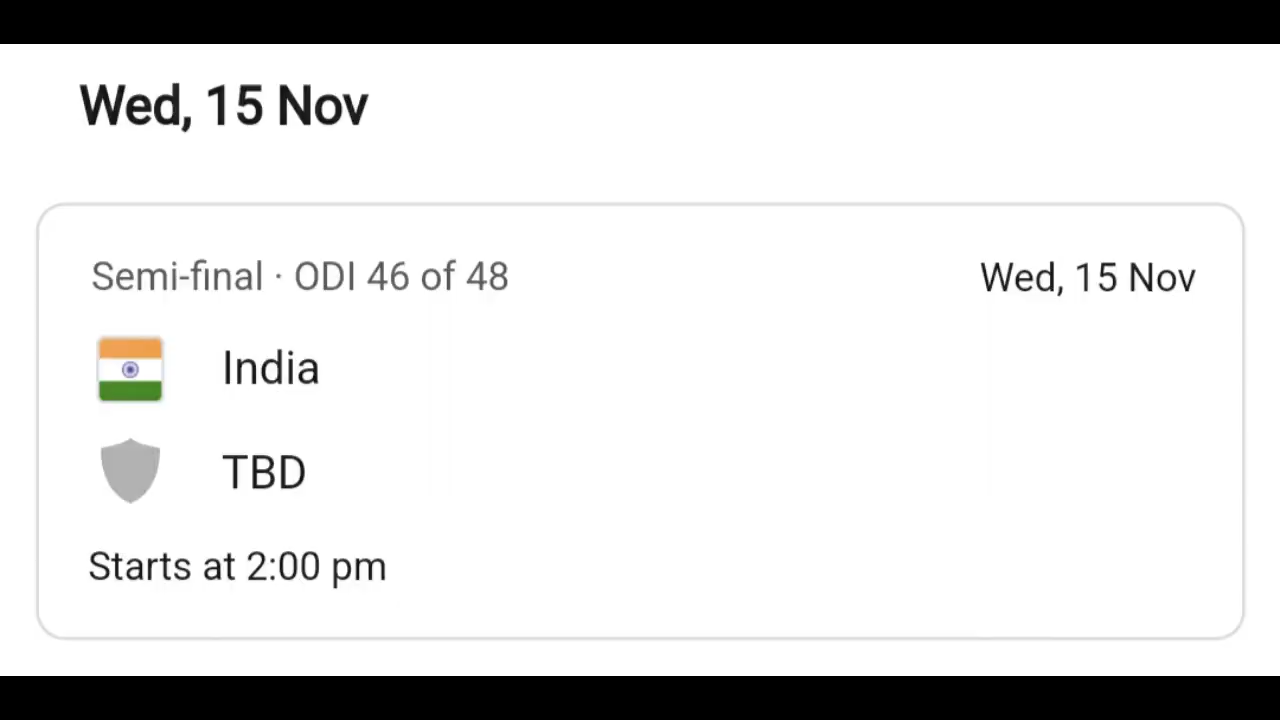 Wed, 15 Nov
Semi-final · ODI 46 of 48
Wed, 15 Nov
India
TBD
Starts at 2:00 pm